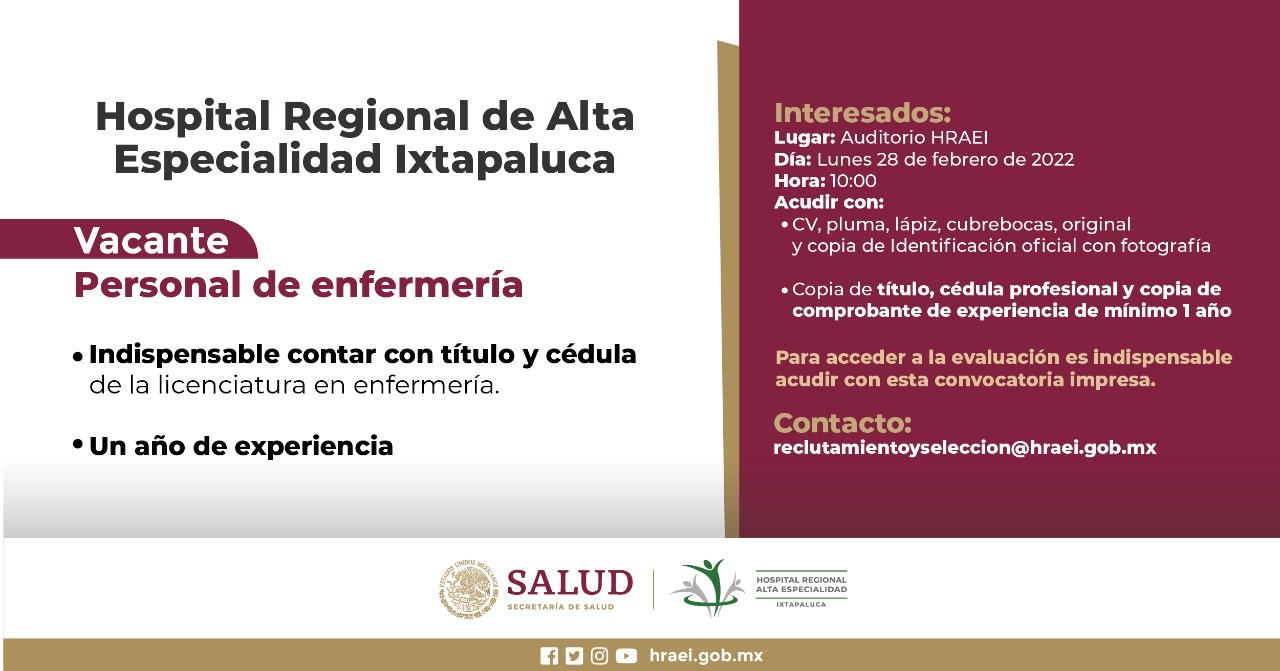 Hospital Regional de Alta
Especialidad Ixtapaluca
Vacante
Personal de enfermería
• Indispensable contar con título y cédula
de la licenciatura en enfermería.
• Un año de experiencia
Interesados:
Lugar: Auditorio HRAEI
Día: Lunes 28 de febrero de 2022
Hora: 10:00
Acudir con:
• CV, pluma, lápiz, cubrebocas, original
y copia de Identificación oficial con fotografía
• Copia de título, cédula profesional y copia de
comprobante de experiencia de mínimo 1 año
Para acceder a la evaluación es indispensable
acudir con esta convocatoria impresa.
Contacto:
reclutamientoyseleccion@hraei.gob.mx
ESTADOS UNIDOS MEXICANOS
SALUD
SECRETARÍA DE SALUD
HOSPITAL REGIONAL
ALTA ESPECIALIDAD
IXTAPALUCA
hraei.gob.mx